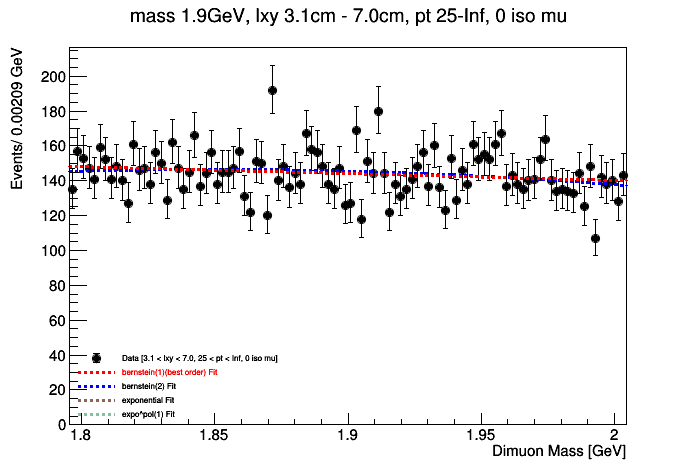 mass 1.9GeV, lxy 3.1cm - 7.0cm, pt 25-Inf, 0 iso mu
Events/ 0.00209 GeV
200
180
160
140
120
100
80
60
40
20
0
Data [3.1 < lxy < 7.0, 25 < pt < Inf, 0 iso mu]
bernstein(1)(best order) Fit
bernstein(2) Fit
exponential Fit
expo^pol(1) Fit
1.8 1.85 1.9 1.95 2
Dimuon Mass [GeV]